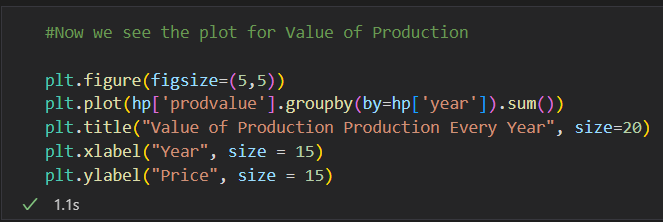 #Now we see the plot for Value of Production
plt.figure(figsize=(5,5))
plt.plot(hp['prodvalue'].groupby(by=hp['year']).sum())
plt.title("Value of Production Production Every Year", size=20)
plt.xlabel("Year", size = 15)
plt.ylabel("Price", size = 15)
✓ 1.1s